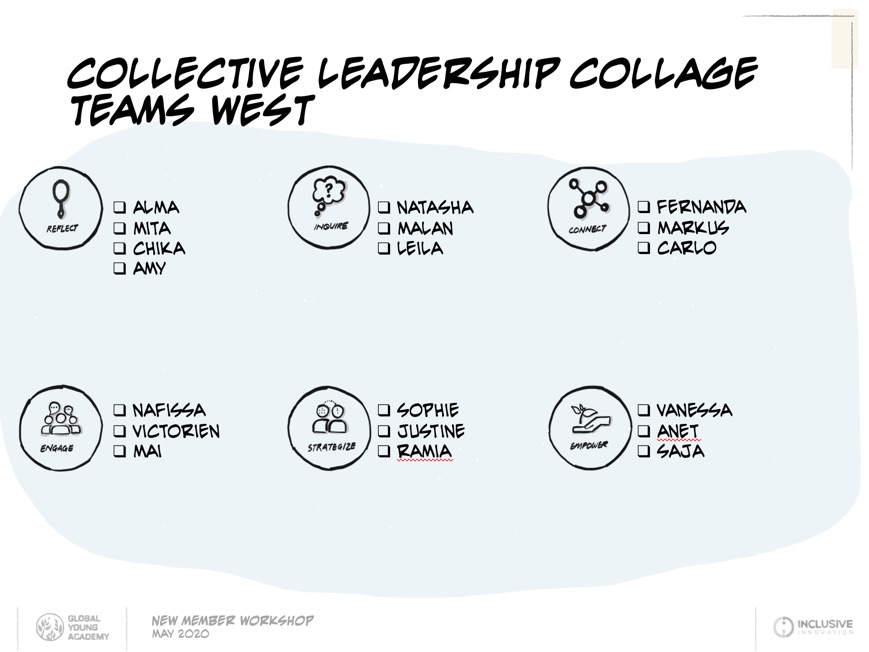 COLLECTIVE LEADERSHIP COLLAGE
TEAMS WEST
REFLECT
ALMA
MITA
CHIKA
AMY
INQUIRE
NATASHA
MALAN
LEILA
CONNECT
FERNANDA
MARKUS
CARLO
ENGAGE
NAFISSA
VICTORIEN
MAI
STRATEGIZE
SOPHIE
JUSTINE
RAMIA
EMPOWER
VANESSA
ANET
SAJA
GLOBAL
YOUNG
ACADEMY
NEW MEMBER WORKSHOP
MAY 2020
INCLUSIVE
INNOVATION